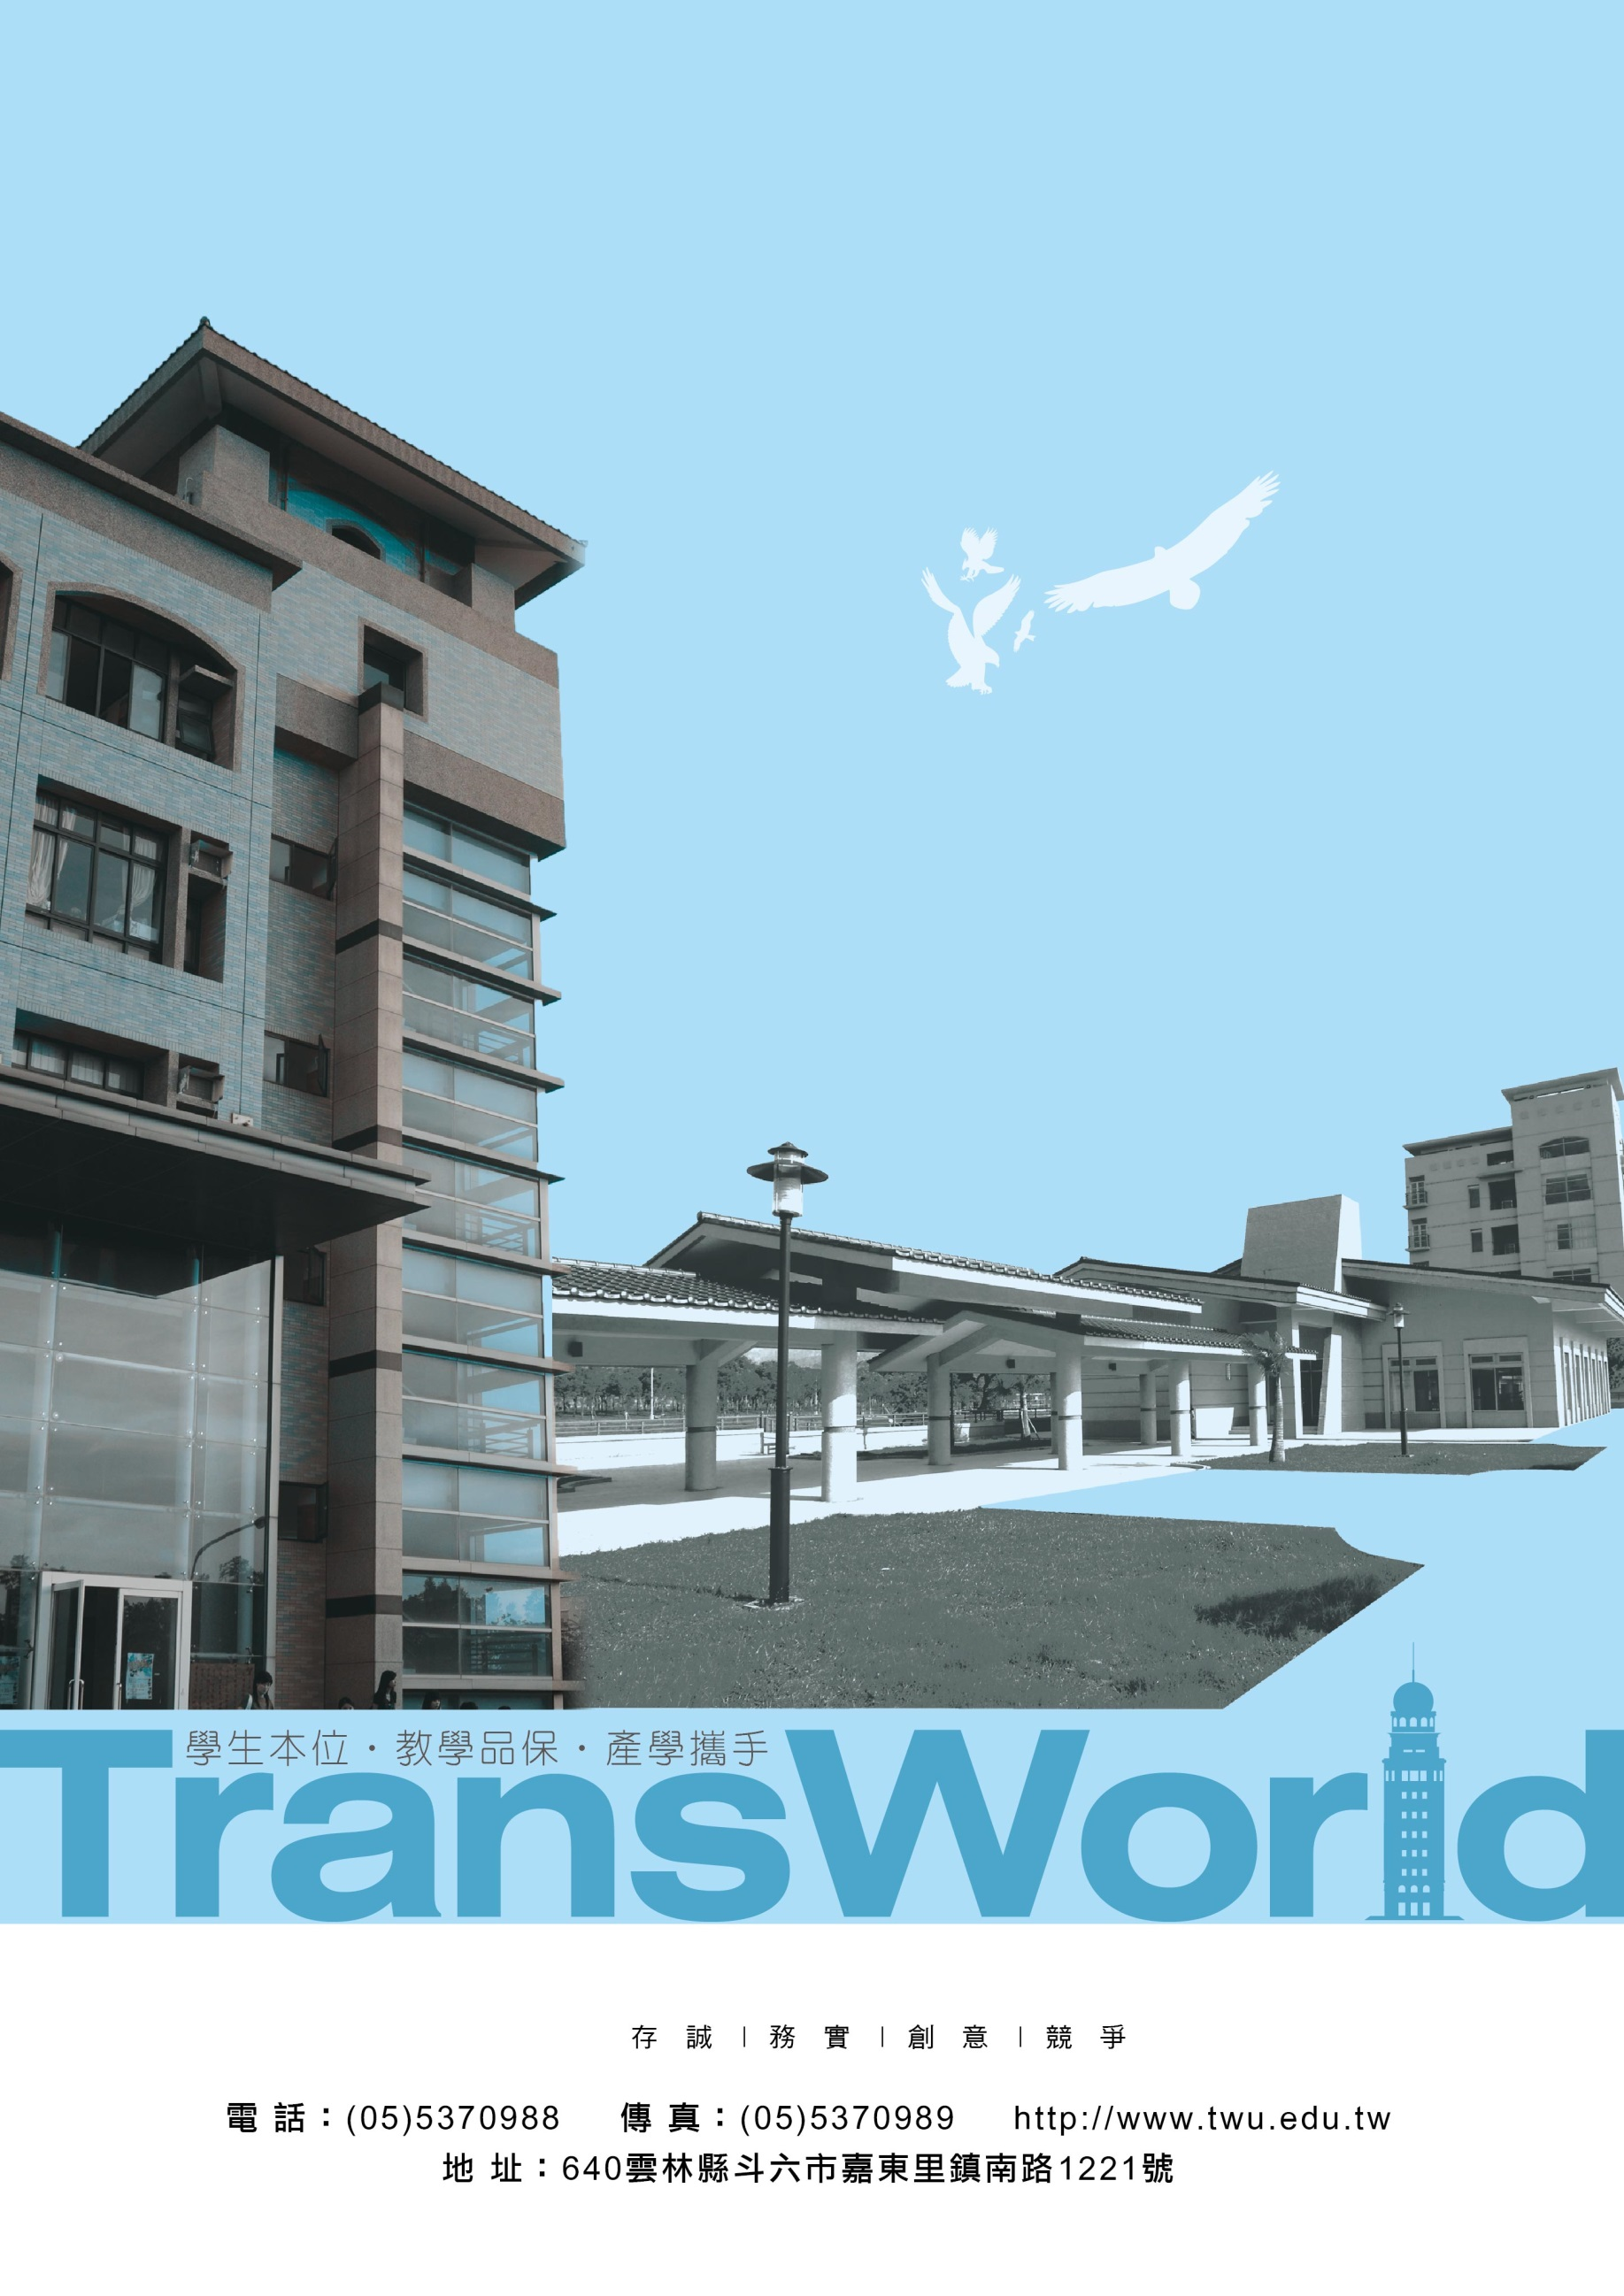 學生本位・教學品保・產學攜手
TransWorld
存誠|務實|創意|競爭
電話：(05)5370988 傳真：(05)5370989 http://www.twu.edu.tw
地址：640雲林縣斗六市嘉東里鎮南路1221號